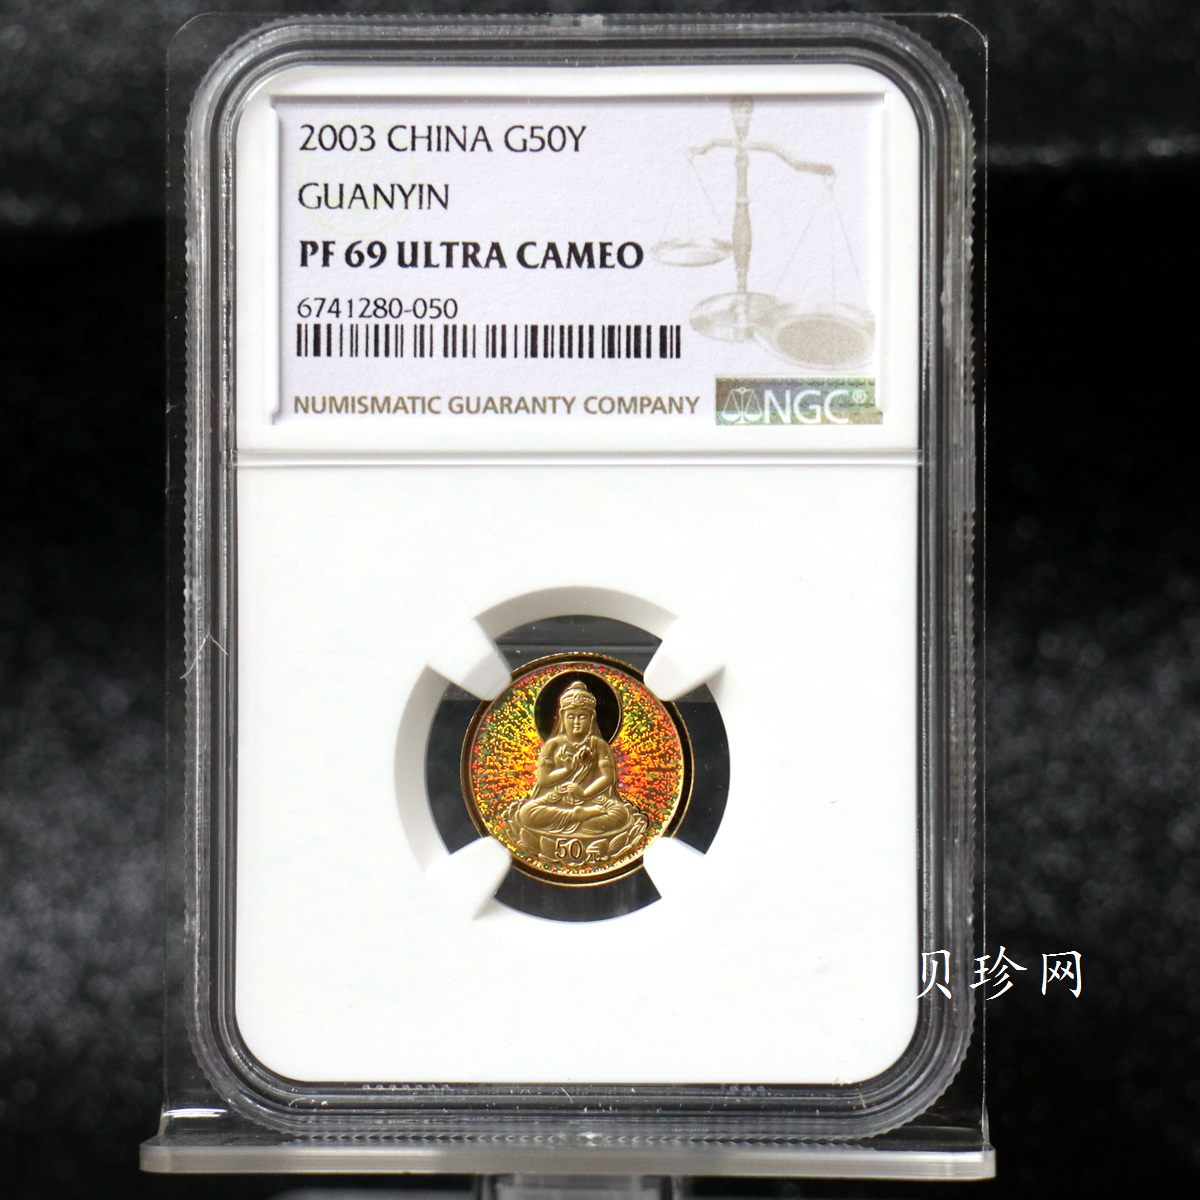 2003 CHINA G50Y
GUANYIN
PF 69 ULTRA CAMEO
6741280-050
NUMISMATIC GUARANTY COMPANY
NGC®
50元
贝珍网